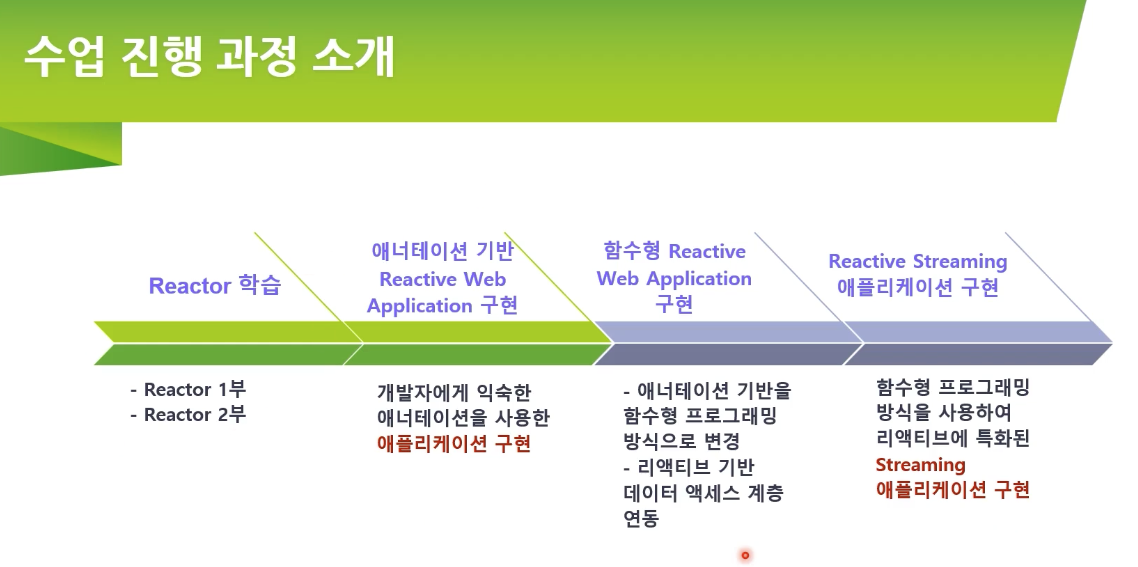 수업 진행 과정 소개
Reactor 학습
애너테이션 기반
Reactive Web
Application 구현
함수형 Reactive
Web Application
구현
Reactive Streaming
애플리케이션 구현
- Reactor 1부
- Reactor 2부
개발자에게 익숙한
애너테이션을 사용한
애플리케이션 구현
- 애너테이션 기반을
함수형 프로그래밍
방식으로 변경
- 리액티브 기반
데이터 액세스 계층
연동
함수형 프로그래밍
방식을 사용하여
리액티브에 특화된
Streaming
애플리케이션 구현